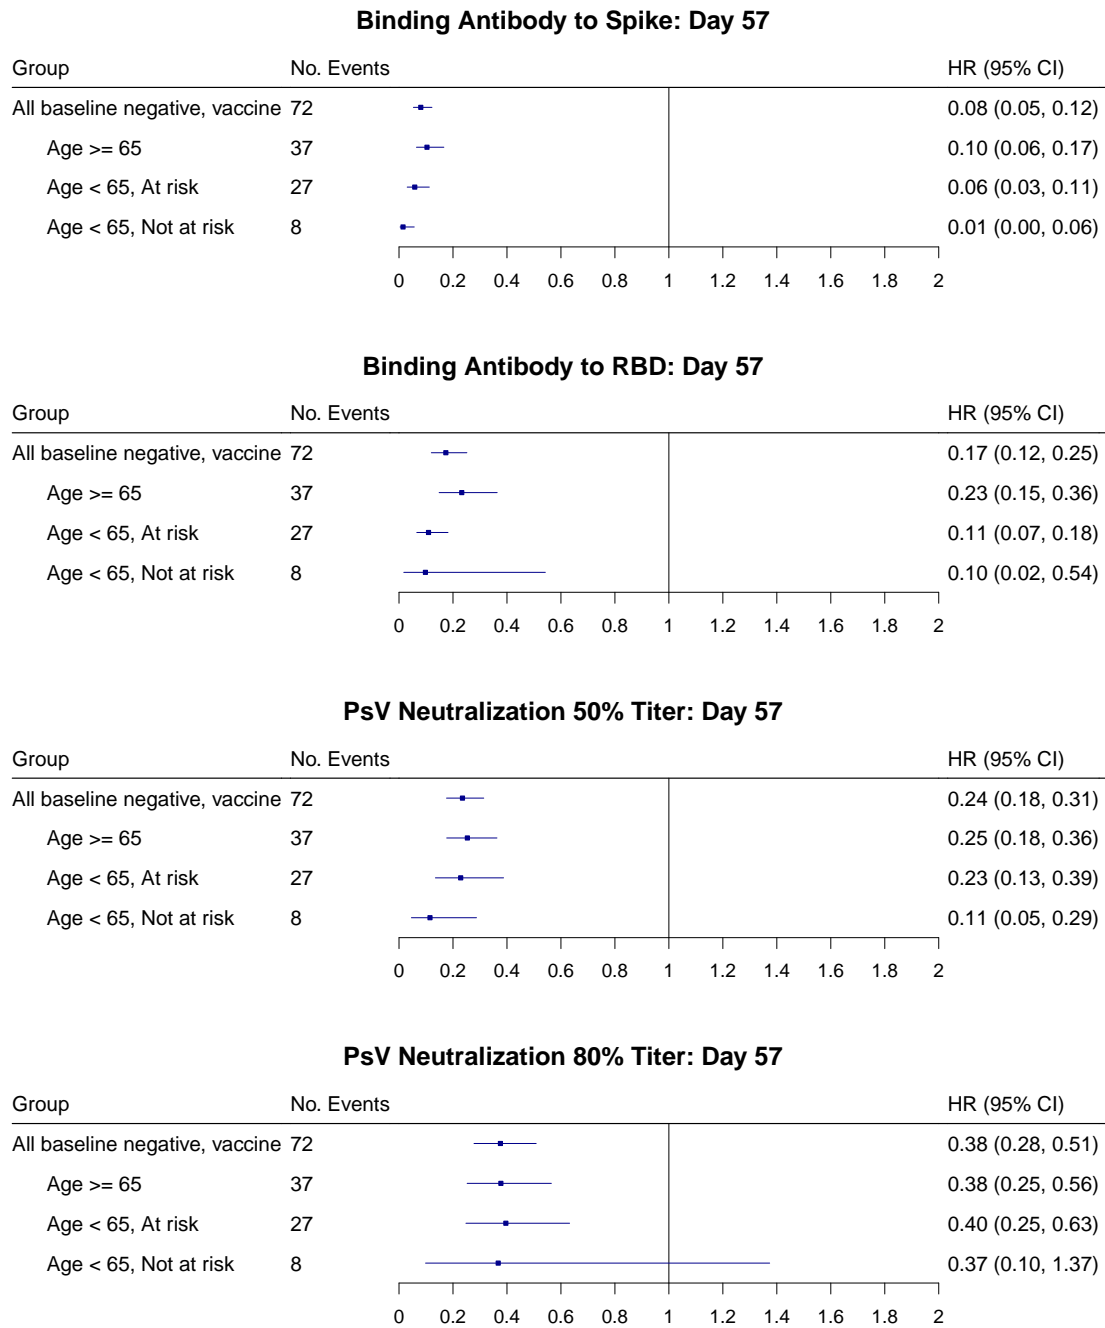 Binding Antibody to Spike: Day 57
Group No. Events HR (95% CI)
All baseline negative, vaccine 72 0.08 (0.05, 0.12)
Age >= 65 37 0.10 (0.06, 0.17)
Age < 65, At risk 27 0.06 (0.03, 0.11)
Age < 65, Not at risk 8 0.01 (0.00, 0.06)
0 0.2 0.4 0.6 0.8 1 1.2 1.4 1.6 1.8 2
Binding Antibody to RBD: Day 57
Group No. Events HR (95% CI)
All baseline negative, vaccine 72 0.17 (0.12, 0.25)
Age >= 65 37 0.23 (0.15, 0.36)
Age < 65, At risk 27 0.11 (0.07, 0.18)
Age < 65, Not at risk 8 0.10 (0.02, 0.54)
0 0.2 0.4 0.6 0.8 1 1.2 1.4 1.6 1.8 2
PsV Neutralization 50% Titer: Day 57
Group No. Events HR (95% CI)
All baseline negative, vaccine 72 0.24 (0.18, 0.31)
Age >= 65 37 0.25 (0.18, 0.36)
Age < 65, At risk 27 0.23 (0.13, 0.39)
Age < 65, Not at risk 8 0.11 (0.05, 0.29)
0 0.2 0.4 0.6 0.8 1 1.2 1.4 1.6 1.8 2
PsV Neutralization 80% Titer: Day 57
Group No. Events HR (95% CI)
All baseline negative, vaccine 72 0.38 (0.28, 0.51)
Age >= 65 37 0.38 (0.25, 0.56)
Age < 65, At risk 27 0.40 (0.25, 0.63)
Age < 65, Not at risk 8 0.37 (0.10, 1.37)
0 0.2 0.4 0.6 0.8 1 1.2 1.4 1.6 1.8 2